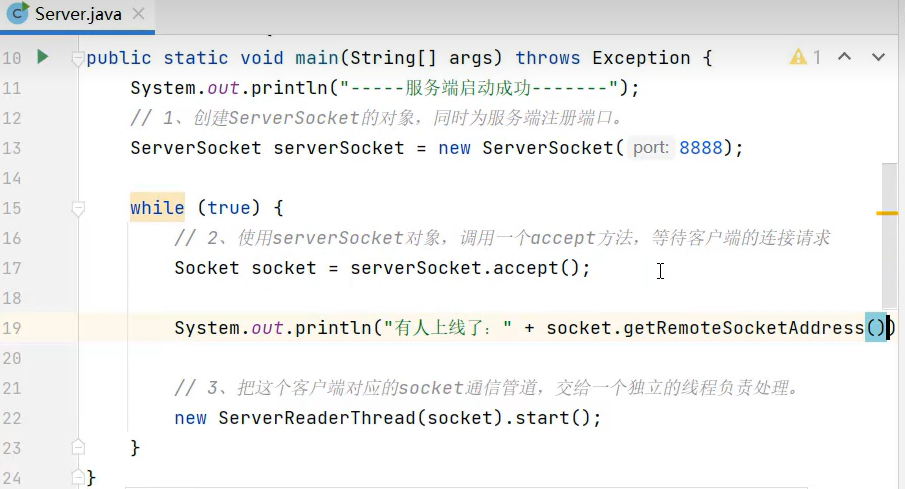 Server.java
10 public static void main(String[] args) throws Exception { 1
11 System.out.println("-----服务端启动成功-------");
12 // 1、创建ServerSocket的对象，同时为服务端注册端口。
13 ServerSocket serverSocket = new ServerSocket( port: 8888);
14
15 while (true) {
16 // 2、使用serverSocket对象，调用一个accept方法，等待客户端的连接请求
17 Socket socket = serverSocket.accept();
18
19 System.out.println("有人上线了：" + socket.getRemoteSocketAddress())
20
21 // 3、把这个客户端对应的socket通信管道，交给一个独立的线程负责处理。
22 new ServerReaderThread(socket).start();
23 }
24 }